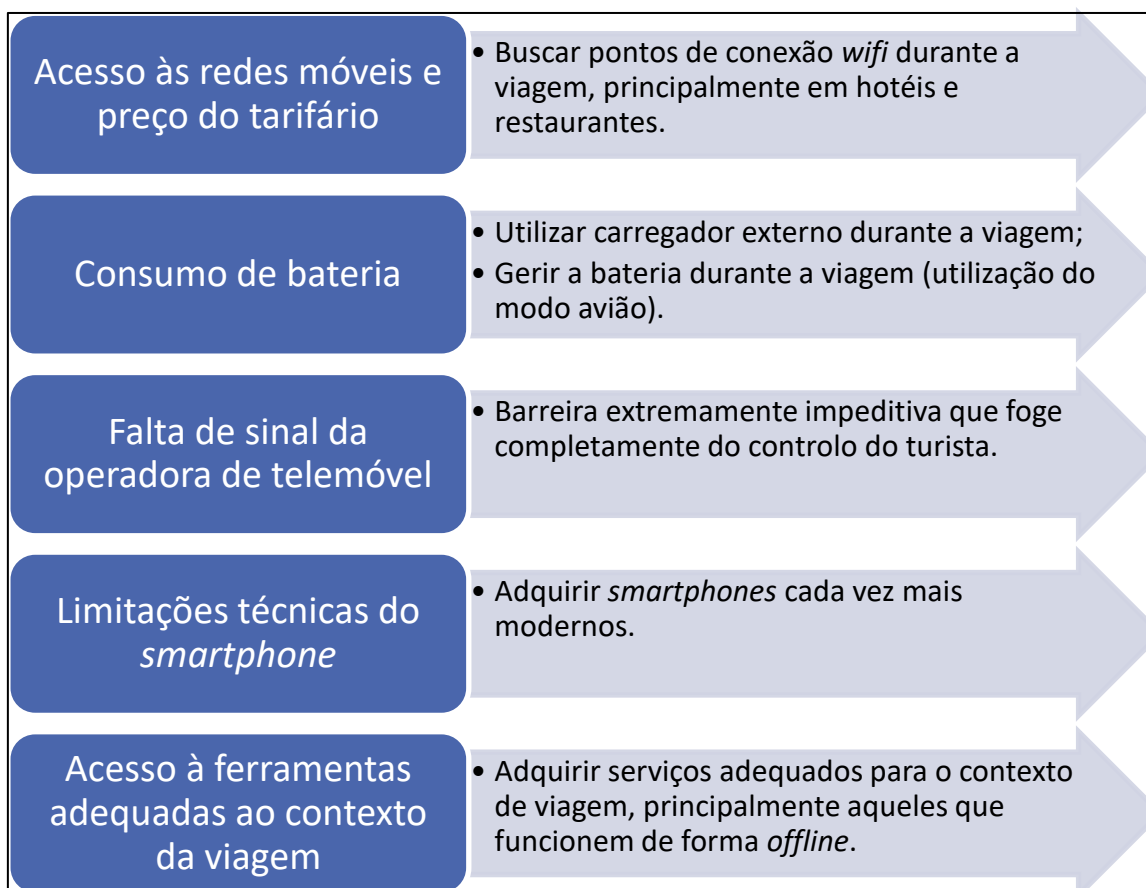 Acesso às redes móveis e
preço do tarifário
• Buscar pontos de conexão wifi durante a
viagem, principalmente em hotéis e
restaurantes.
Consumo de bateria
• Utilizar carregador externo durante a viagem;
• Gerir a bateria durante a viagem (utilização do
modo avião).
Falta de sinal da
operadora de telemóvel
• Barreira extremamente impeditiva que foge
completamente do controlo do turista.
Limitações técnicas do
smartphone
• Adquirir smartphones cada vez mais
modernos.
Acesso à ferramentas
adequadas ao contexto
da viagem
• Adquirir serviços adequados para o contexto
de viagem, principalmente aqueles que
funcionem de forma offline.